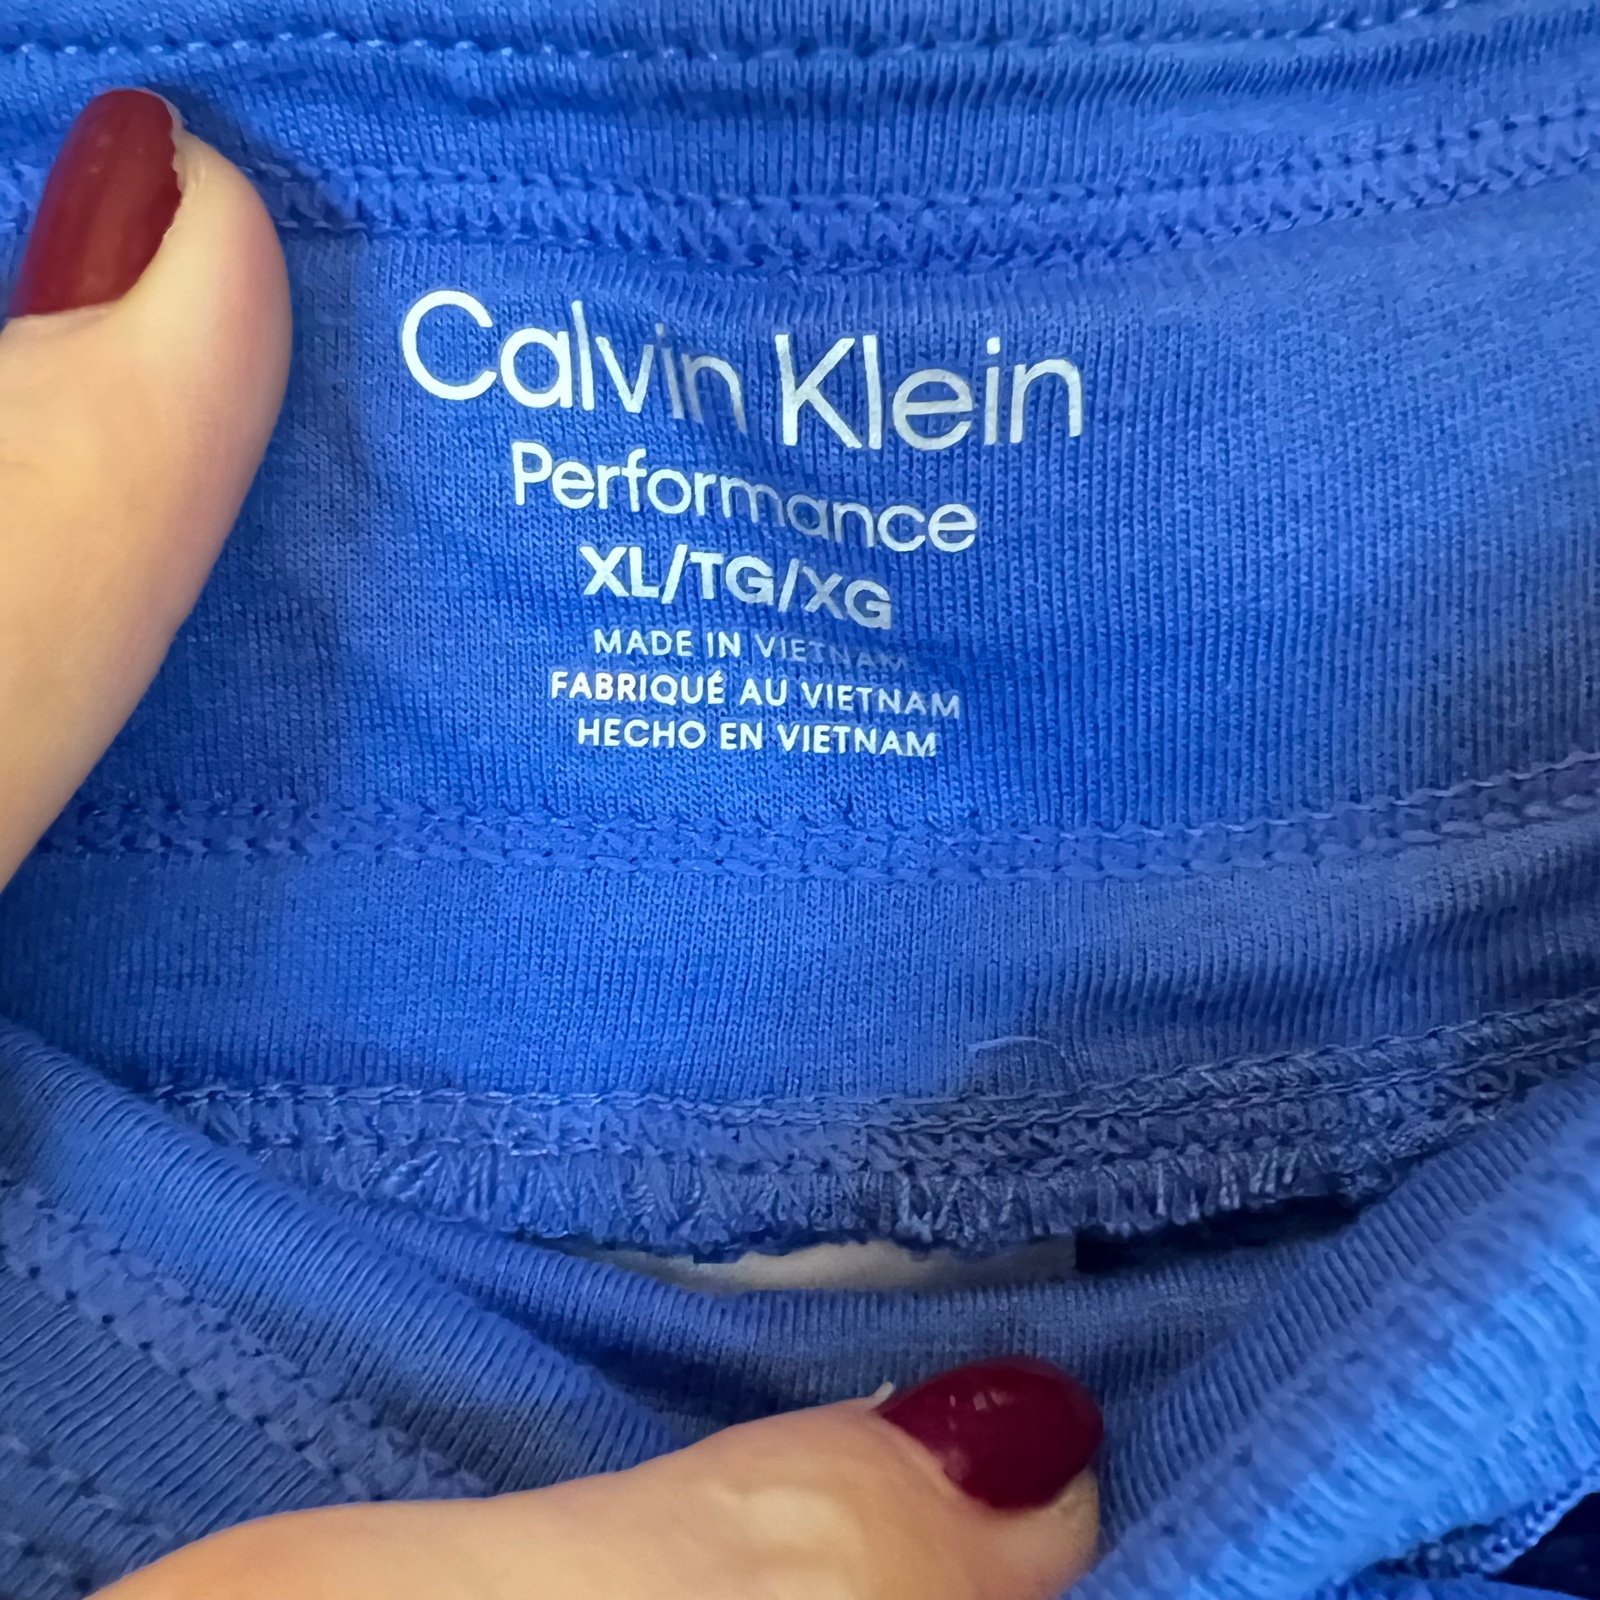 Calvin Klein
Performance
XL/TG/XG
MADE IN VIETNAM
FABRIQUÉ AU VIETNAM
HECHO EN VIETNAM